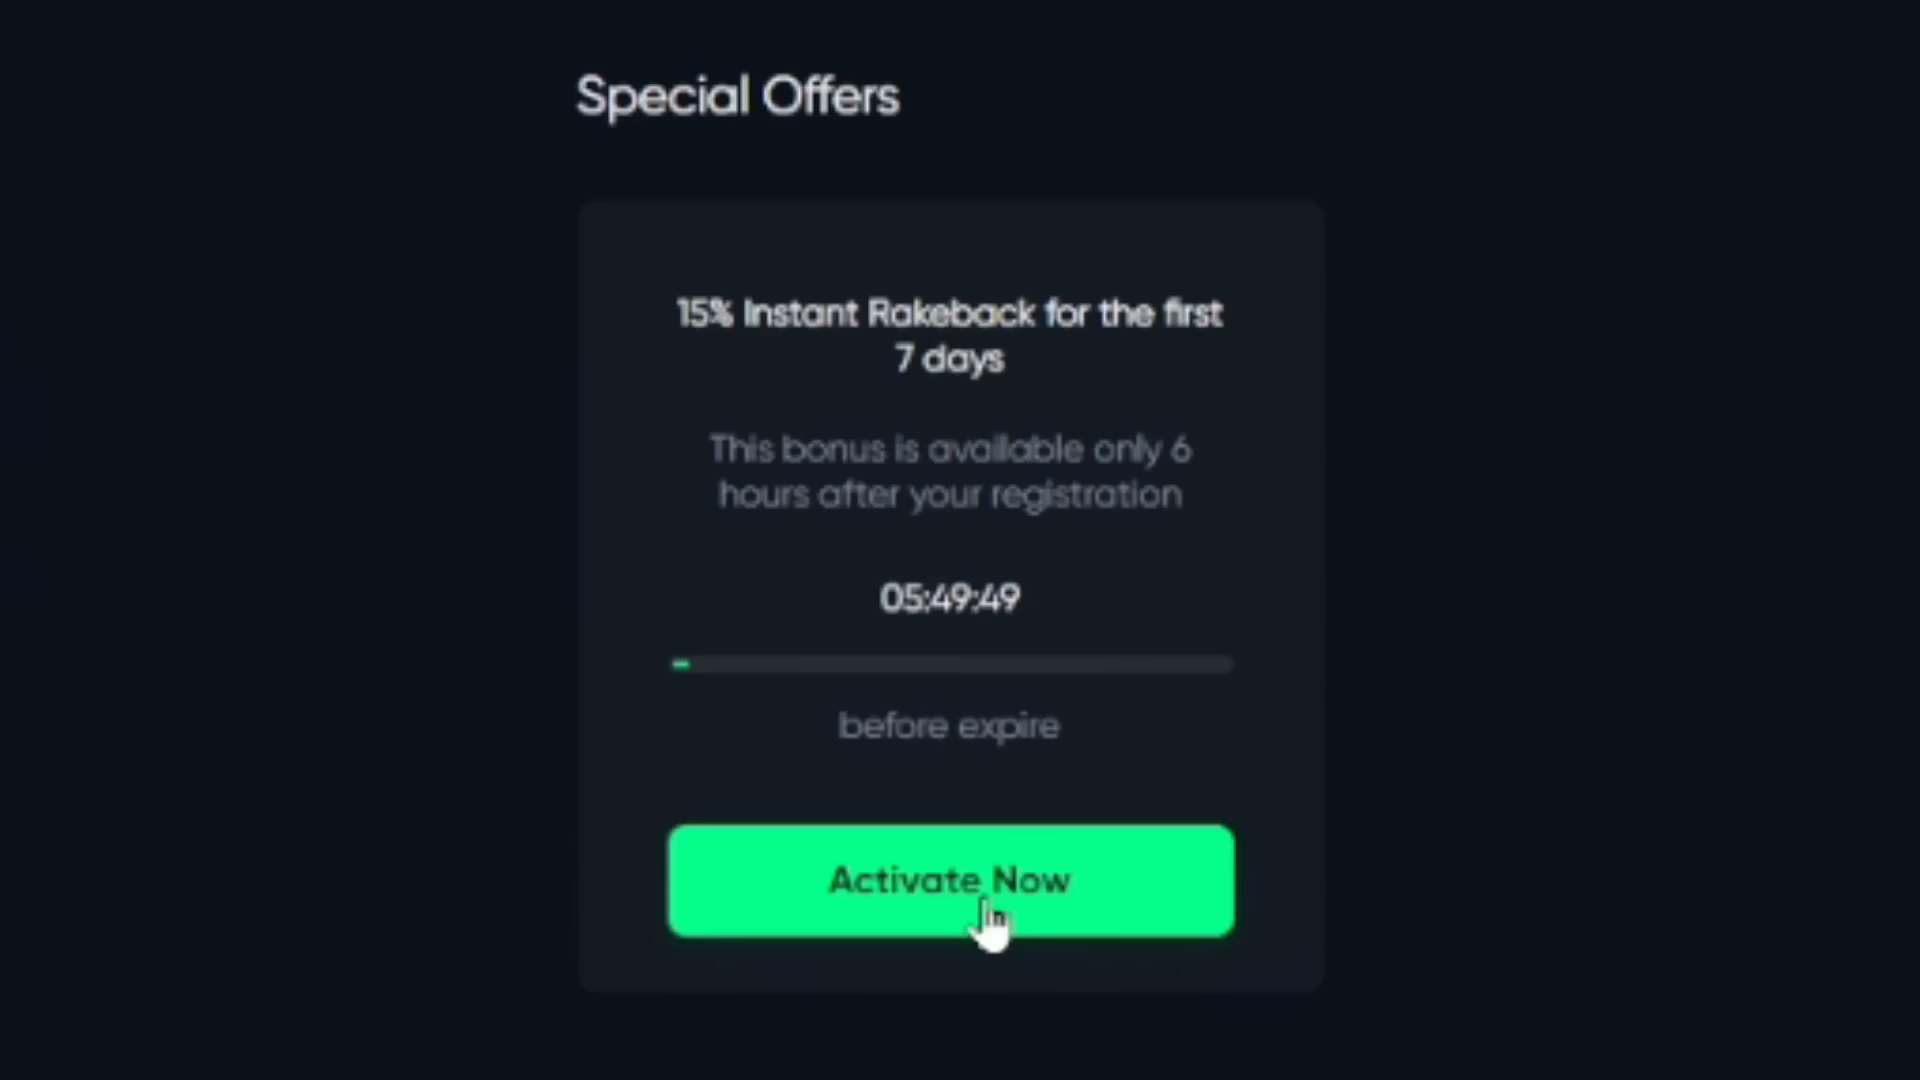 Special Offers
15% Instant Rakeback for the first
7 days
This bonus is available only 6
hours after your registration
05:49:49
before expire
Activate Now